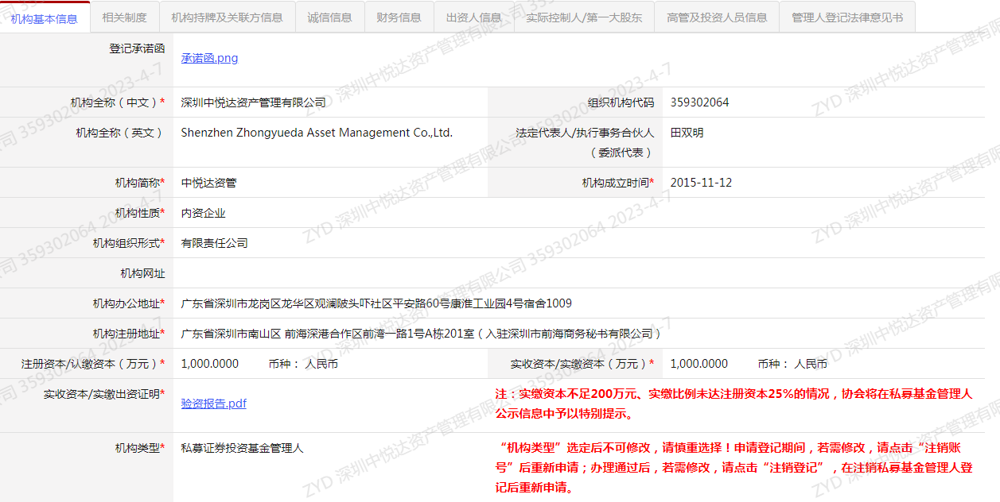 机构基本信息 相关制度 机构持牌及关联方信息 诚信信息 财务信息 出资人信息 实际控制人/第一大股东 高管及投资人员信息 管理人登记法律意见书
登记承诺函 承诺函.png
机构全称（中文）* 深圳中悦达资产管理有限公司 组织机构代码 359302064
机构全称（英文） Shenzhen Zhongyueda Asset Management Co.,Ltd. 法定代表人/执行事务合伙人
（委派代表） 田双明
机构简称* 中悦达资管 机构成立时间* 2015-11-12
机构性质* 内资企业
机构组织形式* 有限责任公司
机构网址
机构办公地址* 广东省深圳市龙岗区龙华区观澜陂头吓社区平安路60号康淮工业园4号宿舍1009
机构注册地址* 广东省深圳市南山区 前海深港合作区前湾一路1号A栋201室（入驻深圳市前海商务秘书有限公司）
注册资本/认缴资本（万元）* 1,000.0000 币种： 人民币 实收资本/实缴资本（万元）* 1,000.0000 币种： 人民币
实收资本/实缴出资证明* 验资报告.pdf
注：实缴资本不足200万元、实缴比例未达注册资本25%的情况，协会将在私募基金管理人
公示信息中予以特别提示。
机构类型* 私募证券投资基金管理人
“机构类型”选定后不可修改，请慎重选择！申请登记期间，若需修改，请点击“注销账
号”后重新申请；办理通过后，若需修改，请点击“注销登记”，在注销私募基金管理人登
记后重新申请。
ZYD 深圳中悦达资产管理有限公司 359302064 2023-4-7